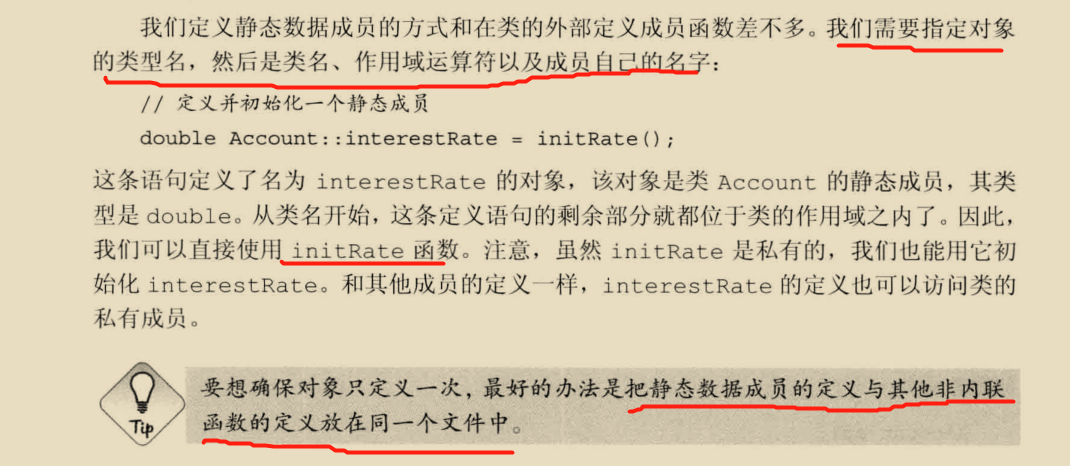 我们定义静态数据成员的方式和在类的外部定义成员函数差不多。我们需要指定对象
的类型名，然后是类名、作用域运算符以及成员自己的名字：
// 定义并初始化一个静态成员
double Account::interestRate = initRate();
这条语句定义了名为 interestRate 的对象，该对象是类 Account 的静态成员，其类
型是 double。从类名开始，这条定义语句的剩余部分就都位于类的作用域之内了。因此，
我们可以直接使用 initRate 函数。注意，虽然 initRate 是私有的，我们也能用它初
始化 interestRate。和其他成员的定义一样，interestRate 的定义也可以访问类的
私有成员。
要想确保对象只定义一次，最好的办法是把静态数据成员的定义与其他非内联
函数的定义放在同一个文件中。
Tip